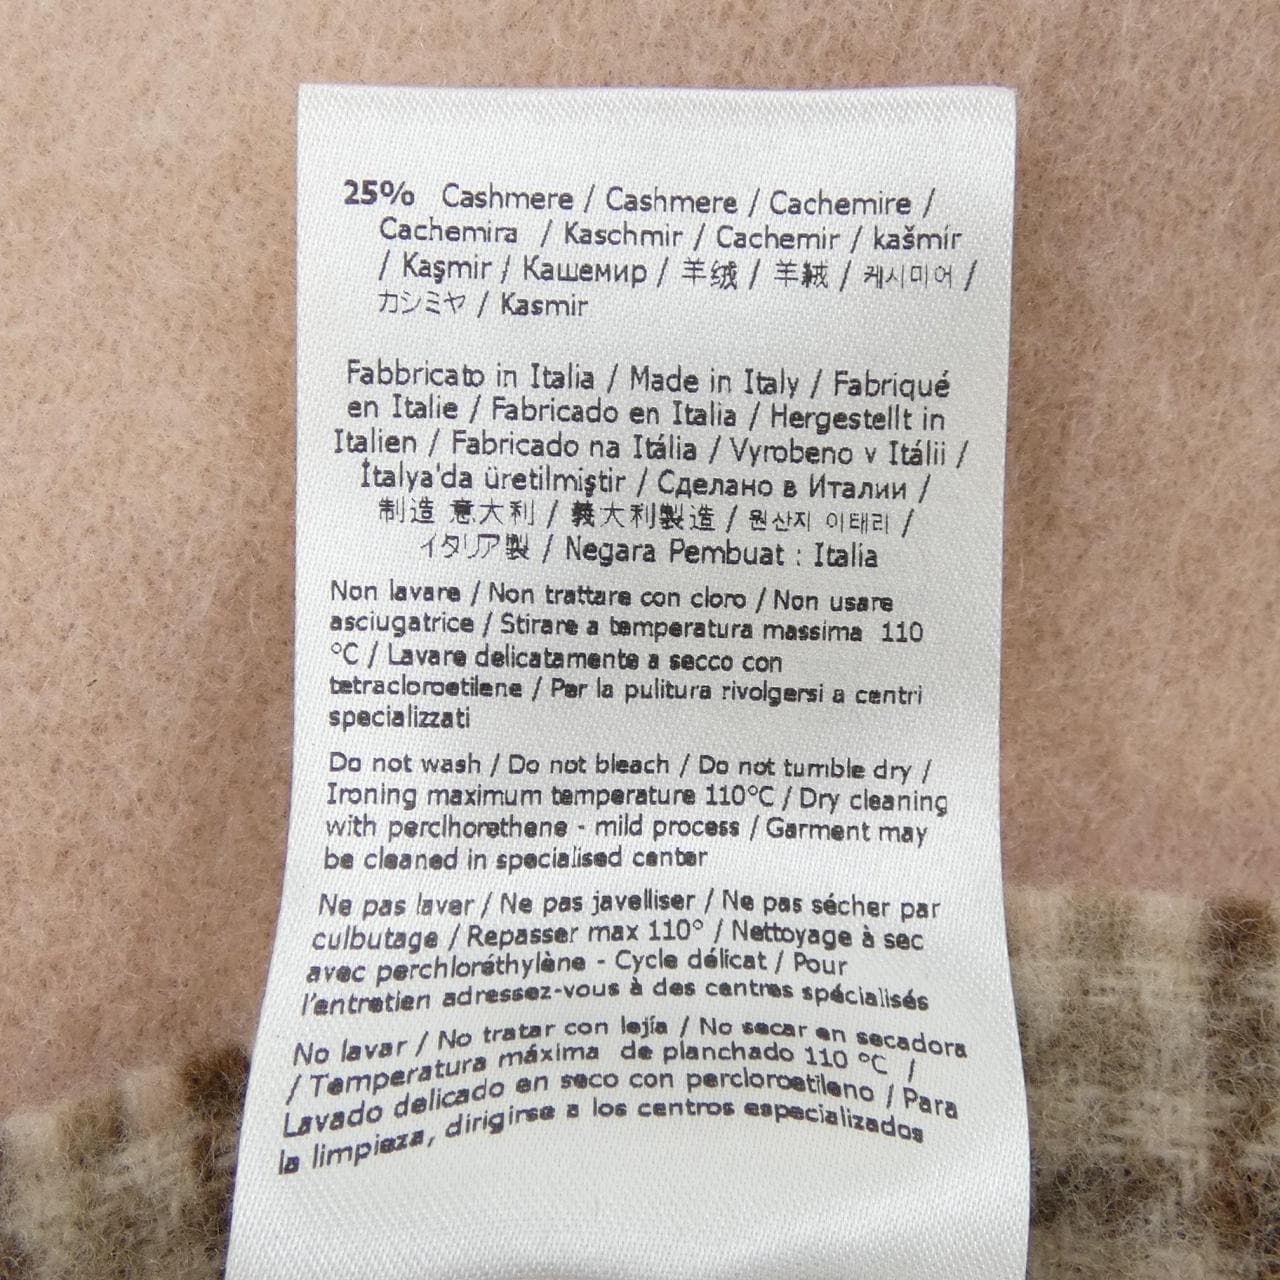 25% Cashmere / Cashmere / Cachemire /
Cachemira / Kaschmir / Cachemir / kašmír
/ Kaşmir / Кашемир / 羊绒 / 羊絨 / 캐시미어 /
カシミヤ / Kasmir
Fabbricato in Italia / Made in Italy / Fabriqué
en Italie / Fabricado en Italia / Hergestellt in
Italien / Fabricado na Itália / Vyrobeno v Itálii /
İtalya'da üretilmiştir / Сделано в Италии /
制造 意大利 / 義大利製造 / 원산지 이태리 /
イタリア製 / Negara Pembuat : Italia
Non lavare / Non trattare con cloro / Non usare
asciugatrice / Stirare a temperatura massima 110
°C / Lavare delicatamente a secco con
tetracloroetilene / Per la pulitura rivolgersi a centri
specializzati
Do not wash / Do not bleach / Do not tumble dry /
Ironing maximum temperature 110°C / Dry cleaning
with perclhorethene - mild process / Garment may
be cleaned in specialised center
Ne pas laver / Ne pas javelliser / Ne pas sécher par
culbutage / Repasser max 110° / Nettoyage à sec
avec perchloréthylène - Cycle délicat / Pour
l'entretien adressez-vous à des centres spécialisés
No lavar / No tratar con lejía / No secar en secadora
/ Temperatura máxima de planchado 110 °C /
Lavado delicado en seco con percloroetileno / Para
la limpieza, dirigirse a los centros especializados